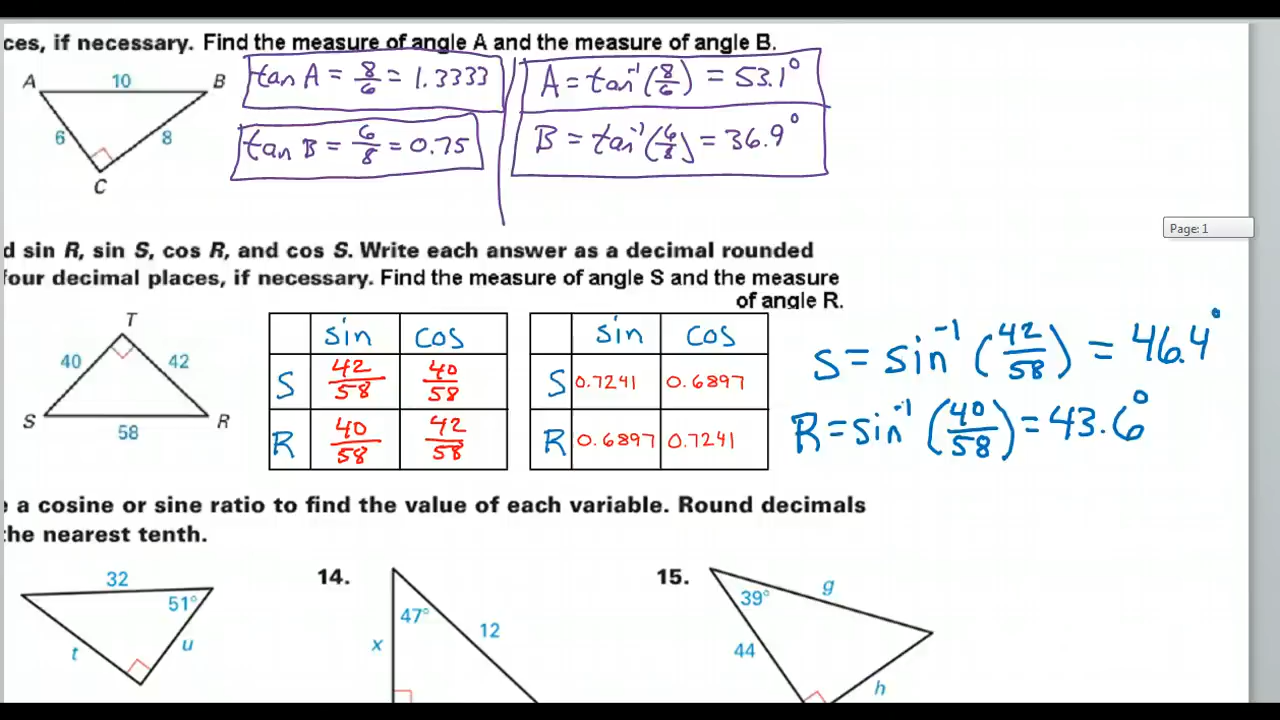 ces, if necessary. Find the measure of angle A and the measure of angle B.
A 10 B
6 8
C
tan A = 8/6 = 1.3333
tan B = 6/8 = 0.75
A = tan⁻¹(8/6) = 53.1°
B = tan⁻¹(6/8) = 36.9°
Page: 1
d sin R, sin S, cos R, and cos S. Write each answer as a decimal rounded
four decimal places, if necessary. Find the measure of angle S and the measure
of angle R.
T
40 42
S 58 R
sin cos
S 42/58 40/58
R 40/58 42/58
sin cos
S 0.7241 0.6897
R 0.6897 0.7241
S = sin⁻¹(42/58) = 46.4°
R = sin⁻¹(40/58) = 43.6°
e a cosine or sine ratio to find the value of each variable. Round decimals
the nearest tenth.
32
51°
t u
14.
47°
x 12
15.
39° g
44
h